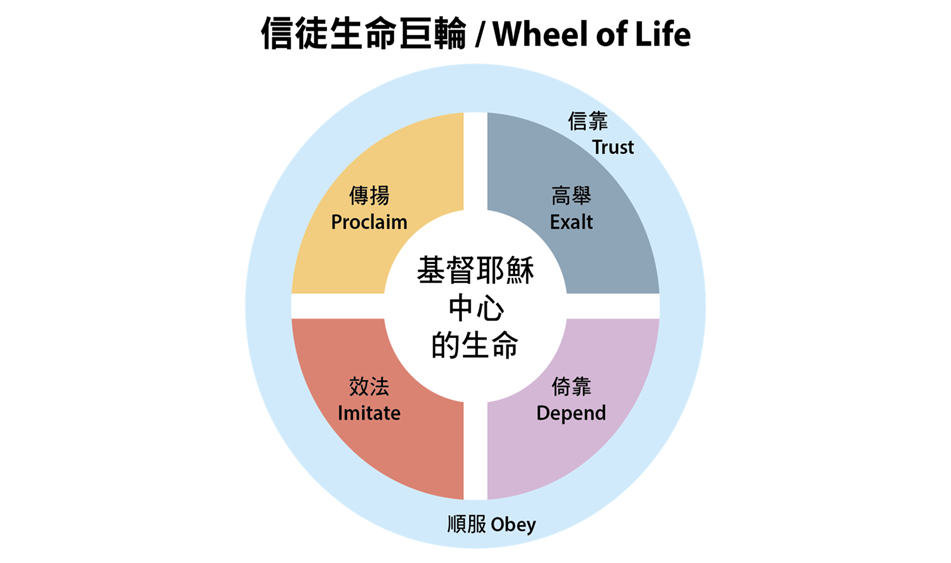 信徒生命巨輪 / Wheel of Life
信靠
Trust
傳揚
Proclaim
高舉
Exalt
基督耶穌
中心
的生命
效法
Imitate
倚靠
Depend
順服 Obey